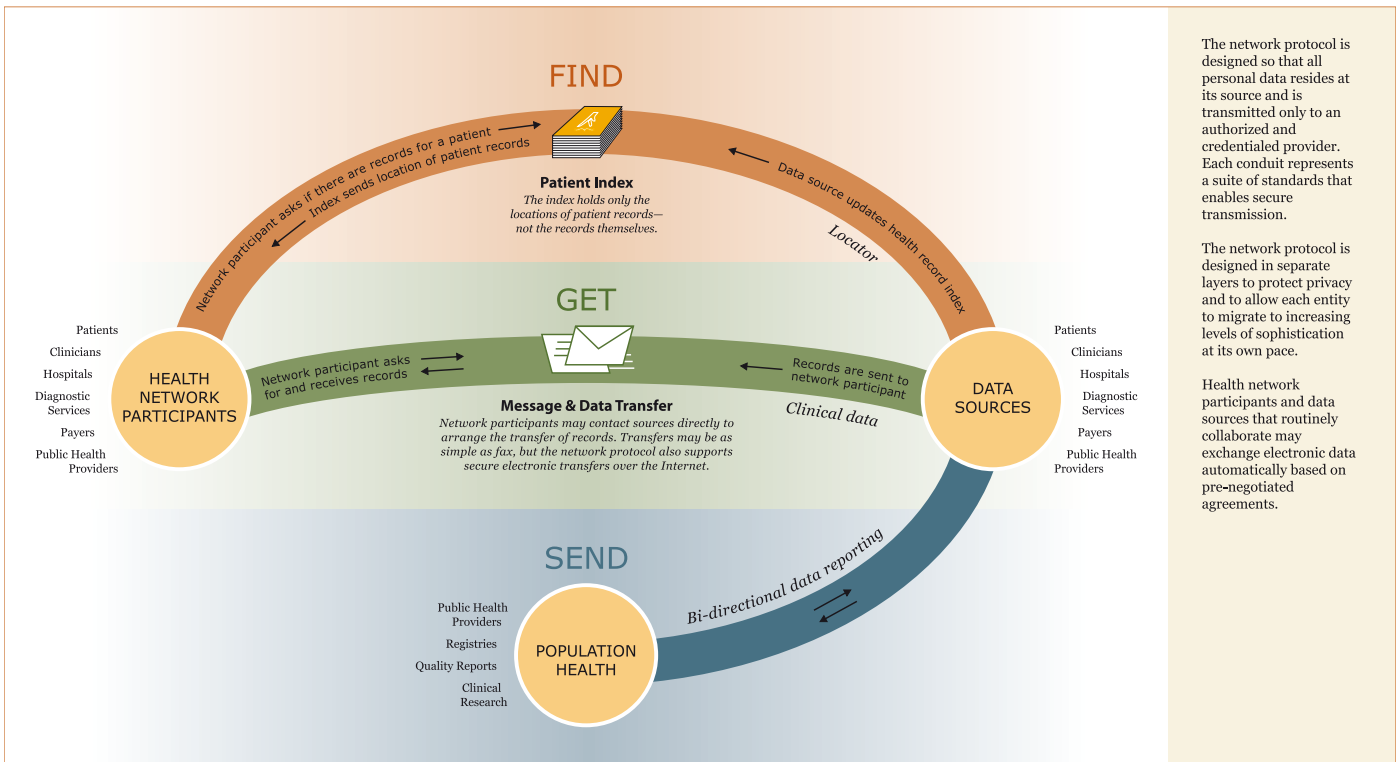 FIND
Network participant asks if there are records for a patient
Index sends location of patient records
Patient Index
The index holds only the
locations of patient records—
not the records themselves.
Data source updates health record index
Locator
GET
Patients
Clinicians
Hospitals
Diagnostic
Services
Payers
Public Health
Providers
HEALTH
NETWORK
PARTICIPANTS
Network participant asks
for and receives records
Message & Data Transfer
Network participants may contact sources directly to
arrange the transfer of records. Transfers may be as
simple as fax, but the network protocol also supports
secure electronic transfers over the Internet.
Records are sent to
network participant
Clinical data
DATA
SOURCES
Patients
Clinicians
Hospitals
Diagnostic
Services
Payers
Public Health
Providers
SEND
Bi-directional data reporting
Public Health
Providers
Registries
Quality Reports
Clinical
Research
POPULATION
HEALTH
The network protocol is
designed so that all
personal data resides at
its source and is
transmitted only to an
authorized and
credentialed provider.
Each conduit represents
a suite of standards that
enables secure
transmission.
The network protocol is
designed in separate
layers to protect privacy
and to allow each entity
to migrate to increasing
levels of sophistication
at its own pace.
Health network
participants and data
sources that routinely
collaborate may
exchange electronic data
automatically based on
pre-negotiated
agreements.